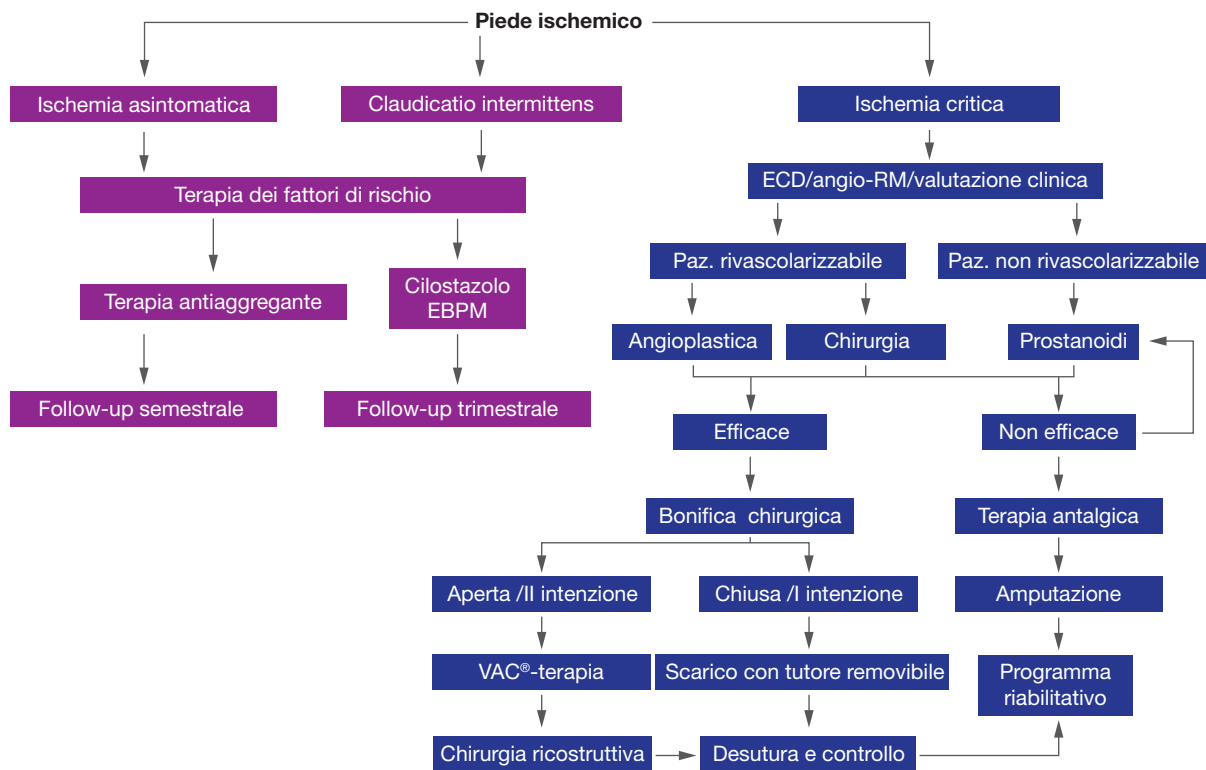 Piede ischemico
Ischemia asintomatica
Claudicatio intermittens
Ischemia critica
Terapia dei fattori di rischio
ECD/angio-RM/valutazione clinica
Paz. rivascolarizzabile
Paz. non rivascolarizzabile
Terapia antiaggregante
Cilostazolo
EBPM
Angioplastica
Chirurgia
Prostanoidi
Follow-up semestrale
Follow-up trimestrale
Efficace
Non efficace
Bonifica chirurgica
Terapia antalgica
Aperta /II intenzione
Chiusa /I intenzione
Amputazione
VAC®-terapia
Scarico con tutore removibile
Programma
riabilitativo
Chirurgia ricostruttiva
Desutura e controllo